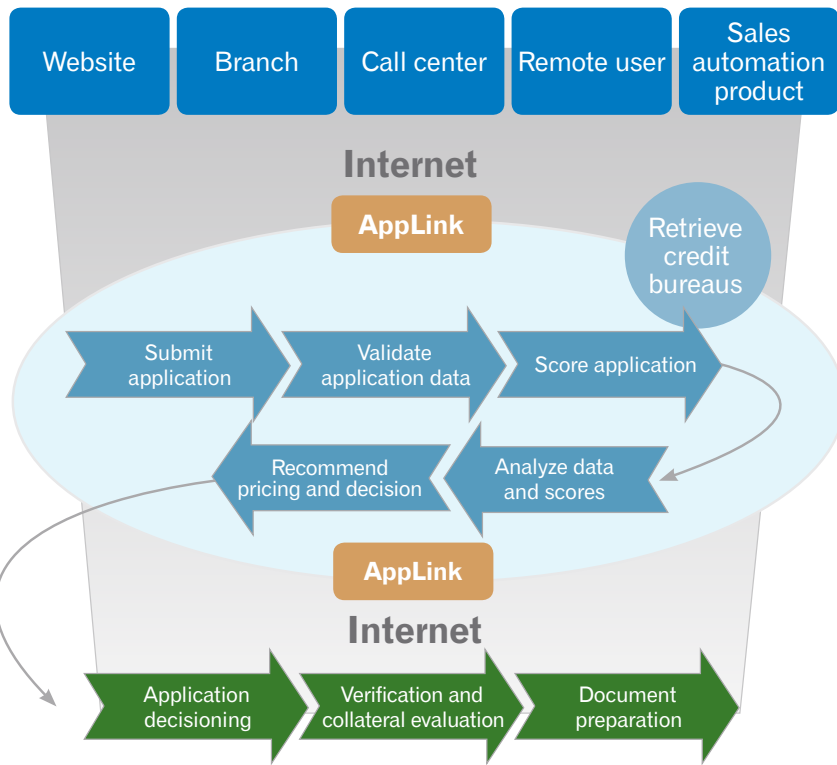 Website
Branch
Call center
Remote user
Sales
automation
product
Internet
AppLink
Retrieve
credit
bureaus
Submit
application
Validate
application data
Score application
Analyze data
and scores
Recommend
pricing and decision
AppLink
Internet
Application
decisioning
Verification and
collateral evaluation
Document
preparation